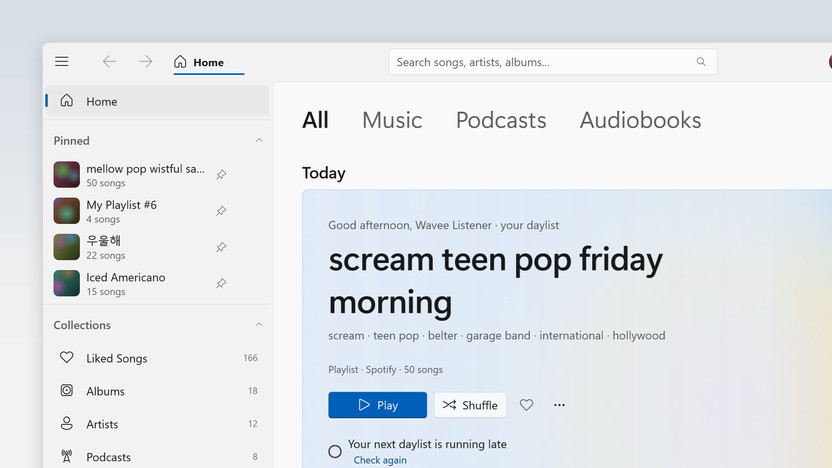 Home
Search songs, artists, albums...
Home
Pinned
mellow pop wistful sa...
50 songs
My Playlist #6
4 songs
우울해
22 songs
Iced Americano
15 songs
Collections
Liked Songs 166
Albums 18
Artists 12
Podcasts 8
All Music Podcasts Audiobooks
Today
Good afternoon, Wavee Listener · your daylist
scream teen pop friday
morning
scream · teen pop · belter · garage band · international · hollywood
Playlist · Spotify · 50 songs
Play Shuffle
Your next daylist is running late
Check again